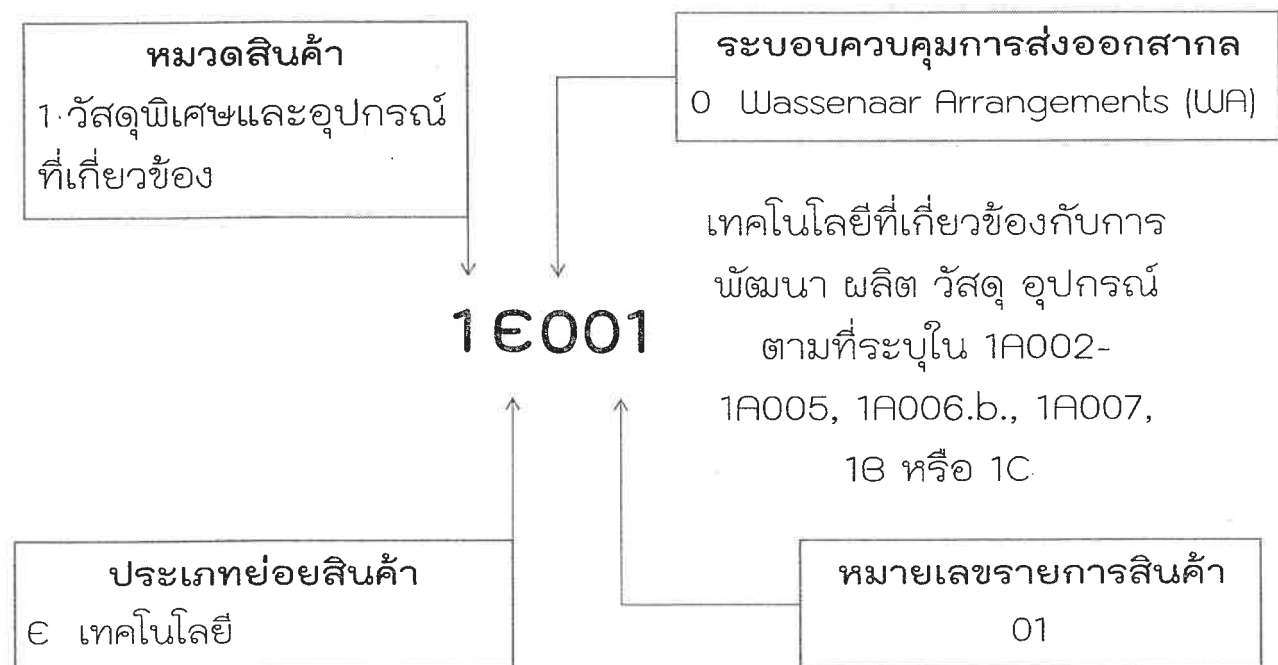 หมวดสินค้า
1 วัสดุพิเศษและอุปกรณ์
ที่เกี่ยวข้อง
ระบอบควบคุมการส่งออกสากล
0 Wassenaar Arrangements (WA)
1E001
เทคโนโลยีที่เกี่ยวข้องกับการ
พัฒนา ผลิต วัสดุ อุปกรณ์
ตามที่ระบุใน 1A002-
1A005, 1A006.b., 1A007,
1B หรือ 1C
ประเภทย่อยสินค้า
E เทคโนโลยี
หมายเลขรายการสินค้า
01